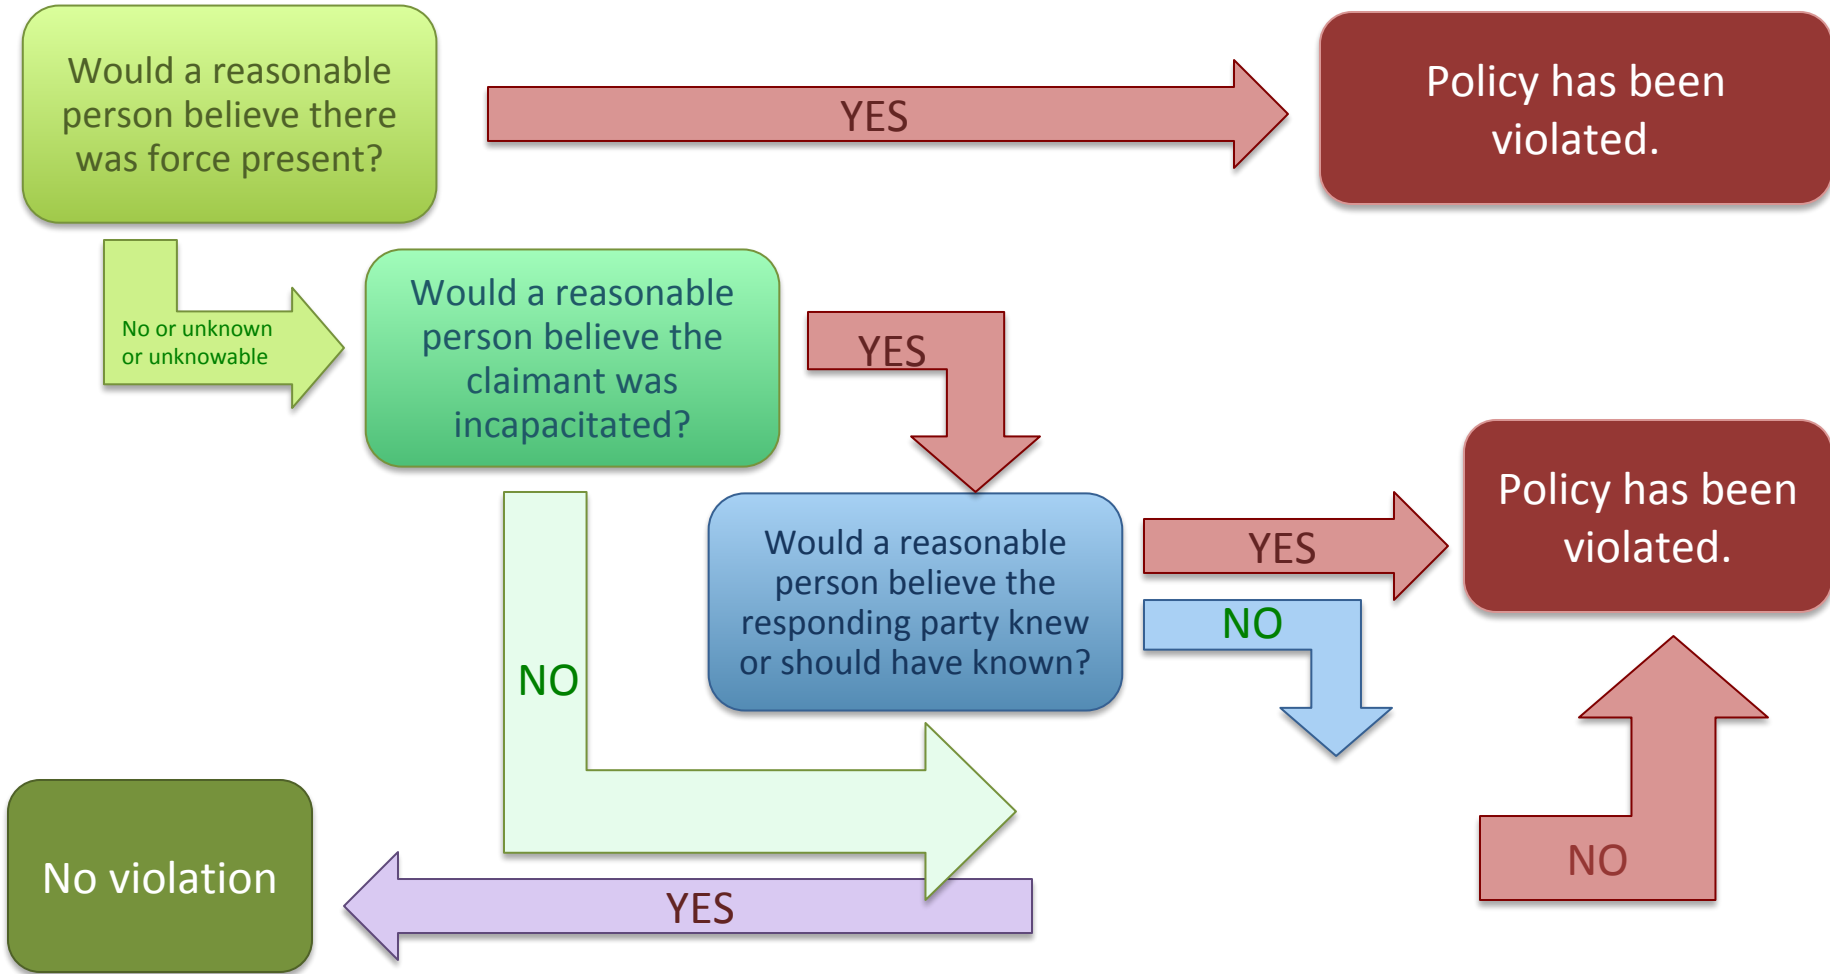 Would a reasonable
person believe there
was force present?
YES
Policy has been
violated.
No or unknown
or unknowable
Would a reasonable
person believe the
claimant was
incapacitated?
YES
Would a reasonable
person believe the
responding party knew
or should have known?
YES
Policy has been
violated.
NO
NO
No violation
YES
NO